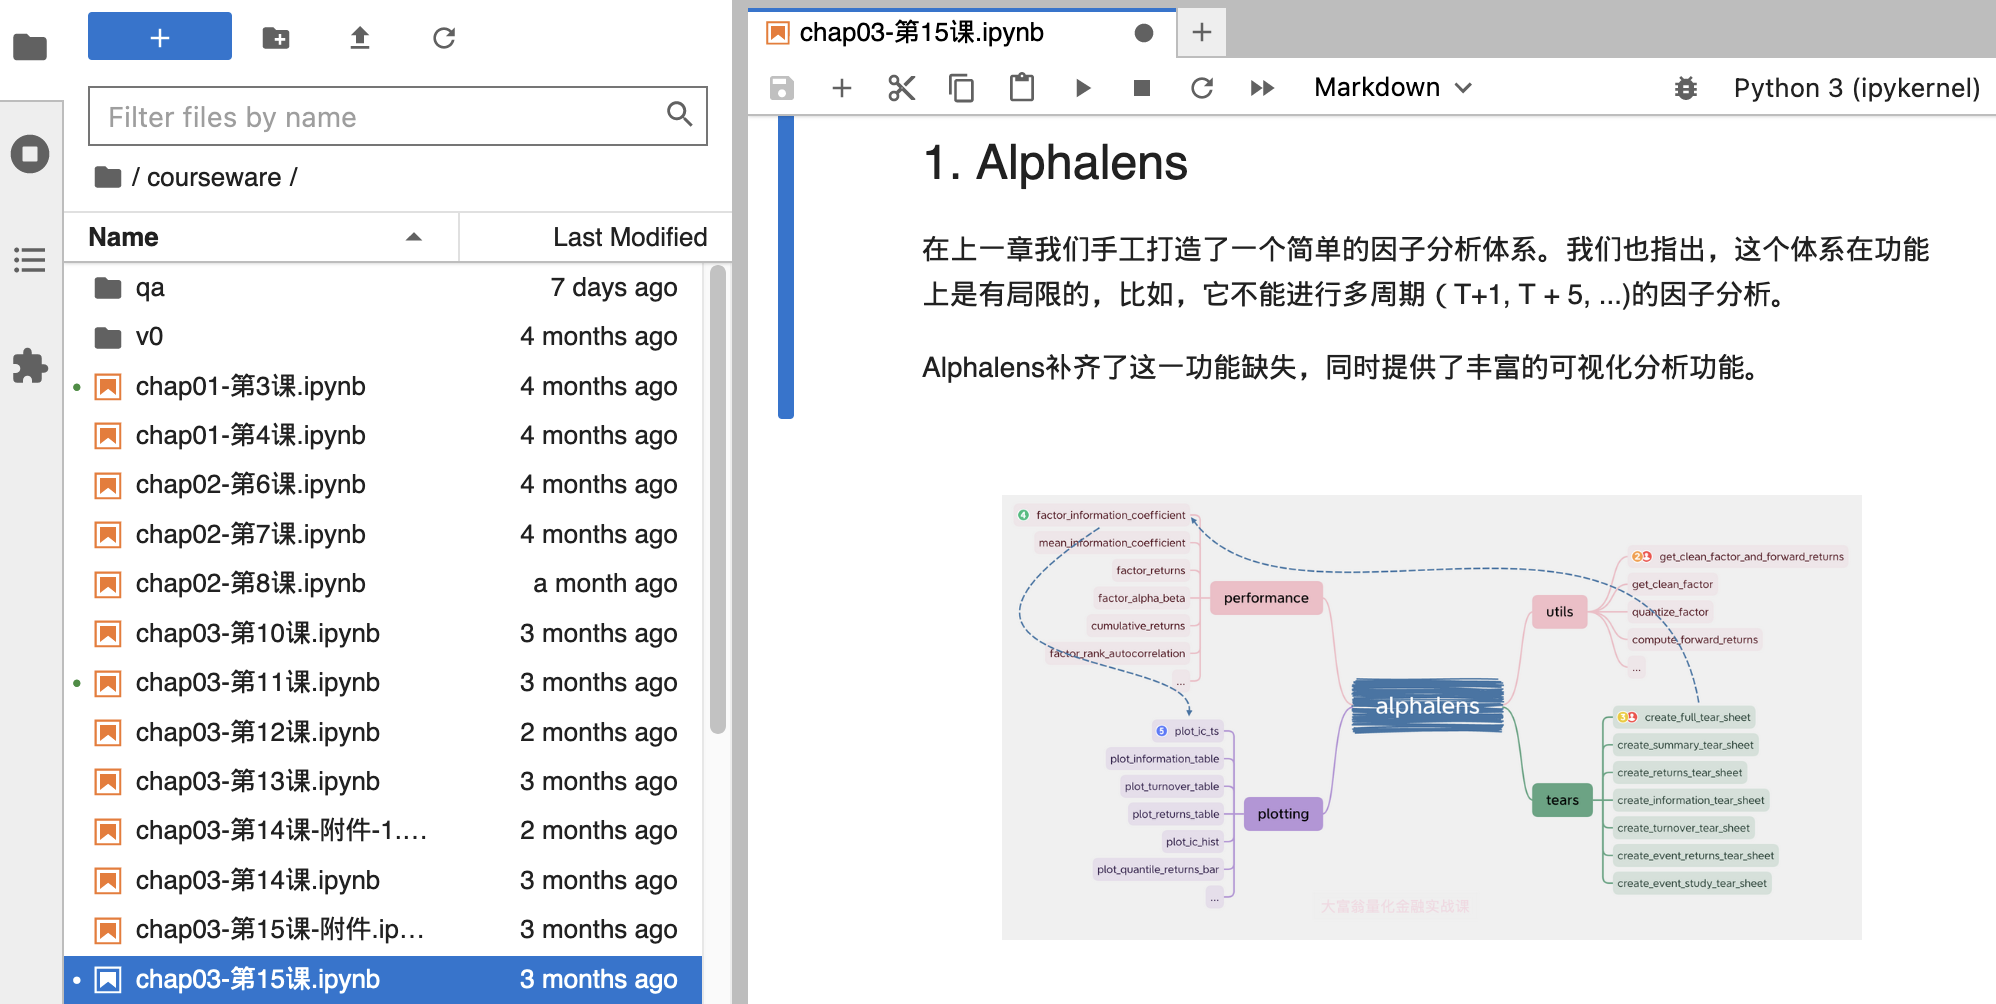 Filter files by name
/ courseware /
Name
Last Modified
qa
7 days ago
v0
4 months ago
chap01-第3课.ipynb
4 months ago
chap01-第4课.ipynb
4 months ago
chap02-第6课.ipynb
4 months ago
chap02-第7课.ipynb
4 months ago
chap02-第8课.ipynb
a month ago
chap03-第10课.ipynb
3 months ago
chap03-第11课.ipynb
3 months ago
chap03-第12课.ipynb
2 months ago
chap03-第13课.ipynb
3 months ago
chap03-第14课-附件-1.…
2 months ago
chap03-第14课.ipynb
3 months ago
chap03-第15课-附件.ip…
3 months ago
chap03-第15课.ipynb
3 months ago
chap03-第15课.ipynb
Markdown
Python 3 (ipykernel)
1. Alphalens
在上一章我们手工打造了一个简单的因子分析体系。我们也指出，这个体系在功能
上是有局限的，比如，它不能进行多周期（T+1, T + 5, ...)的因子分析。
Alphalens补齐了这一功能缺失，同时提供了丰富的可视化分析功能。
4 factor_information_coefficient
mean_information_coefficient
factor_returns
factor_alpha_beta
cumulative_returns
factor_rank_autocorrelation
...
performance
5 plot_ic_ts
plot_information_table
plot_turnover_table
plot_returns_table
plot_ic_hist
plot_quantile_returns_bar
...
plotting
alphalens
utils
2 get_clean_factor_and_forward_returns
get_clean_factor
quantize_factor
compute_forward_returns
...
tears
3 create_full_tear_sheet
create_summary_tear_sheet
create_returns_tear_sheet
create_information_tear_sheet
create_turnover_tear_sheet
create_event_returns_tear_sheet
create_event_study_tear_sheet
大富翁量化金融实战课